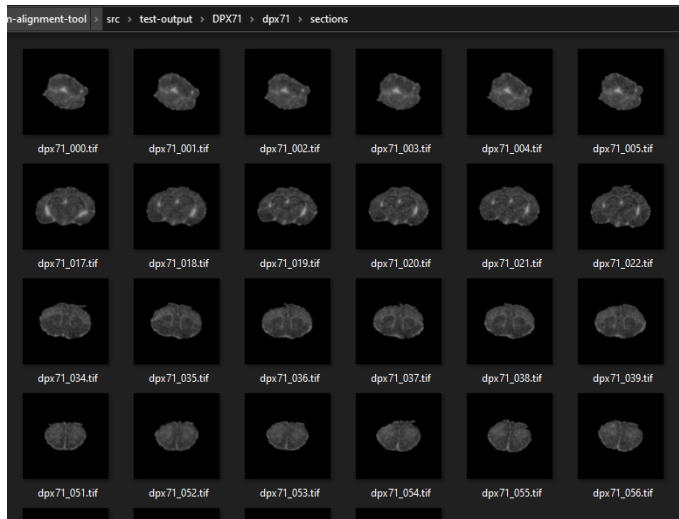 n-alignment-tool > src > test-output > DPX71 > dpx71 > sections
dpx71_000.tif dpx71_001.tif dpx71_002.tif dpx71_003.tif dpx71_004.tif dpx71_005.tif
dpx71_017.tif dpx71_018.tif dpx71_019.tif dpx71_020.tif dpx71_021.tif dpx71_022.tif
dpx71_034.tif dpx71_035.tif dpx71_036.tif dpx71_037.tif dpx71_038.tif dpx71_039.tif
dpx71_051.tif dpx71_052.tif dpx71_053.tif dpx71_054.tif dpx71_055.tif dpx71_056.tif